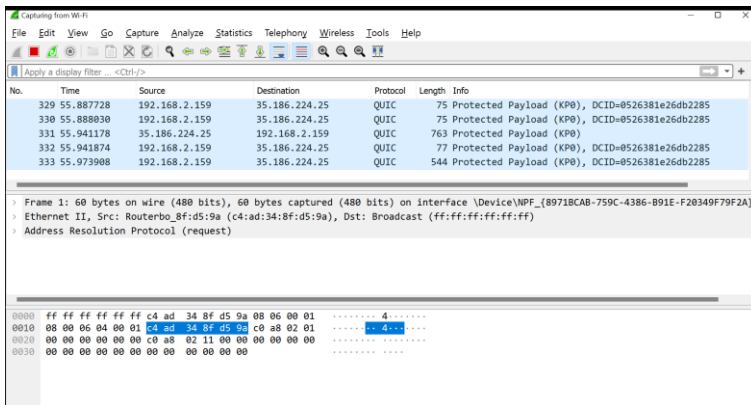 Capturing from Wi-Fi
File Edit View Go Capture Analyze Statistics Telephony Wireless Tools Help
Apply a display filter ... <Ctrl-/>
No. Time Source Destination Protocol Length Info
329 55.887728 192.168.2.159 35.186.224.25 QUIC 75 Protected Payload (KP0), DCID=0526381e26db2285
330 55.888030 192.168.2.159 35.186.224.25 QUIC 75 Protected Payload (KP0), DCID=0526381e26db2285
331 55.941178 35.186.224.25 192.168.2.159 QUIC 763 Protected Payload (KP0)
332 55.941874 192.168.2.159 35.186.224.25 QUIC 77 Protected Payload (KP0), DCID=0526381e26db2285
333 55.973908 192.168.2.159 35.186.224.25 QUIC 544 Protected Payload (KP0), DCID=0526381e26db2285
> Frame 1: 60 bytes on wire (480 bits), 60 bytes captured (480 bits) on interface \Device\NPF_{8971BCAB-759C-4386-B91E-F20349F79F2A}
> Ethernet II, Src: Routerbo_8f:d5:9a (c4:ad:34:8f:d5:9a), Dst: Broadcast (ff:ff:ff:ff:ff:ff)
> Address Resolution Protocol (request)
0000 ff ff ff ff ff ff c4 ad 34 8f d5 9a 08 06 00 01 ········ 4·······
0010 08 00 06 04 00 01 c4 ad 34 8f d5 9a c0 a8 02 01 ········ 4·······
0020 00 00 00 00 00 00 c0 a8 02 11 00 00 00 00 00 00 ········ ········
0030 00 00 00 00 00 00 00 00 00 00 00 00 ········ ····